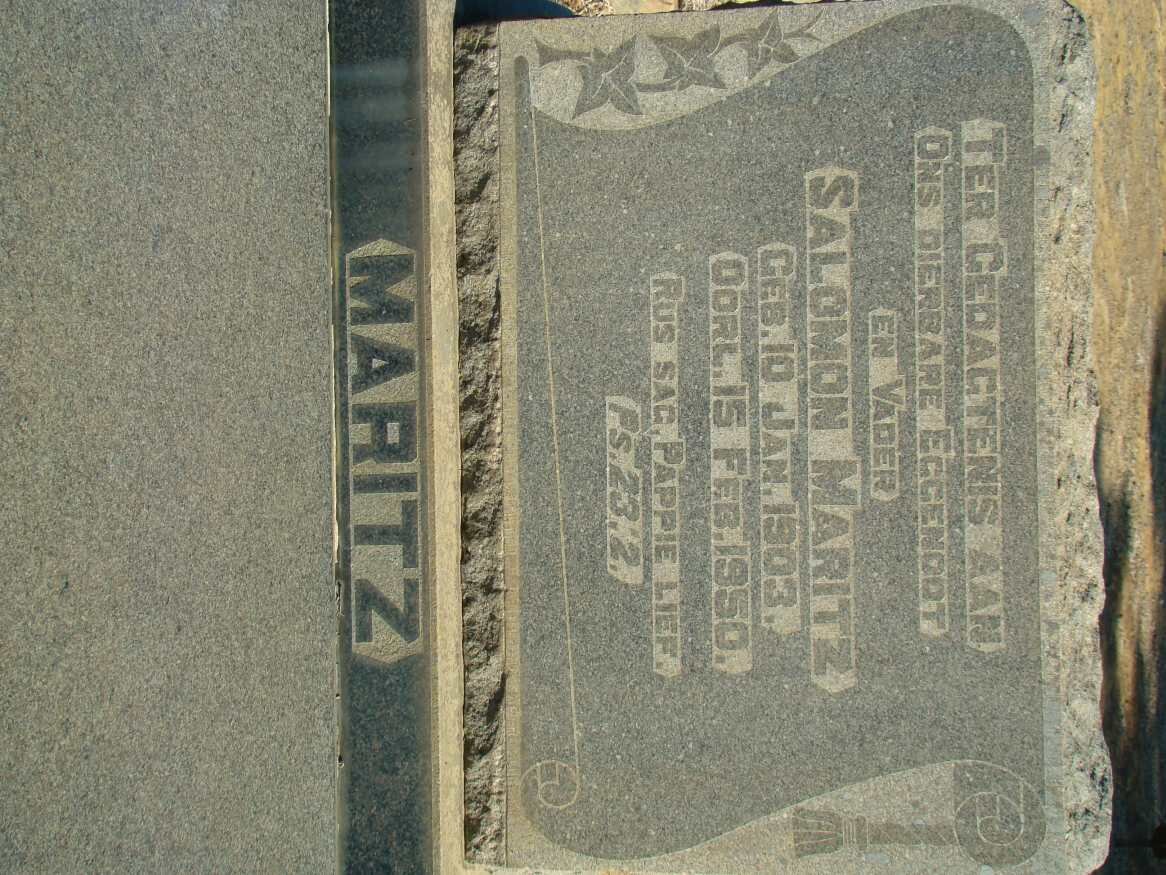 TER GEDAGTENIS AAN
ONS DIERBARE EGGENOOT
EN VADER
SALOMON MARITZ
GEB. 10 JAN. 1903.
OORL. 15 FEB. 1950.
RUS SAG, PAPPIE LIEF.
PS. 23.2.
MARITZ